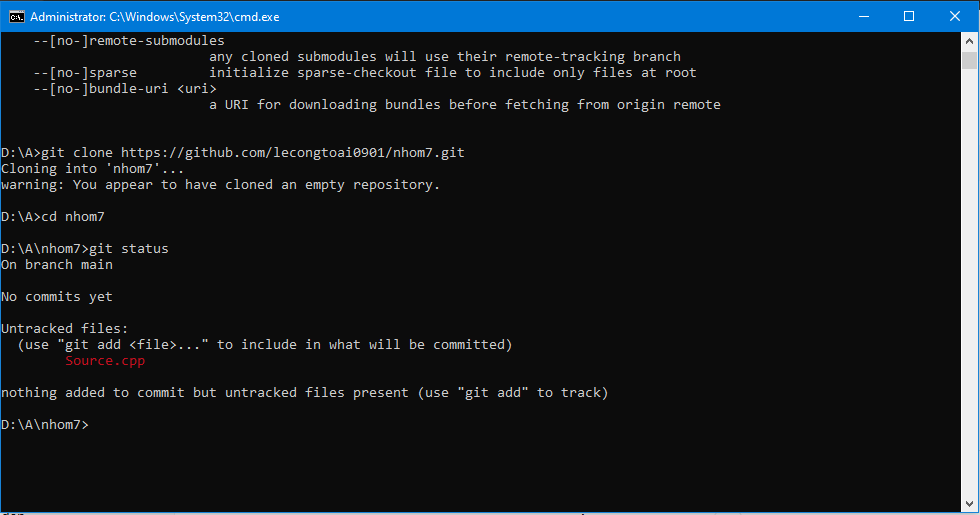 Administrator: C:\Windows\System32\cmd.exe
--[no-]remote-submodules
any cloned submodules will use their remote-tracking branch
--[no-]sparse initialize sparse-checkout file to include only files at root
--[no-]bundle-uri <uri>
a URI for downloading bundles before fetching from origin remote
D:\A>git clone https://github.com/lecongtoai0901/nhom7.git
Cloning into 'nhom7'...
warning: You appear to have cloned an empty repository.
D:\A>cd nhom7
D:\A\nhom7>git status
On branch main
No commits yet
Untracked files:
(use "git add <file>..." to include in what will be committed)
Source.cpp
nothing added to commit but untracked files present (use "git add" to track)
D:\A\nhom7>